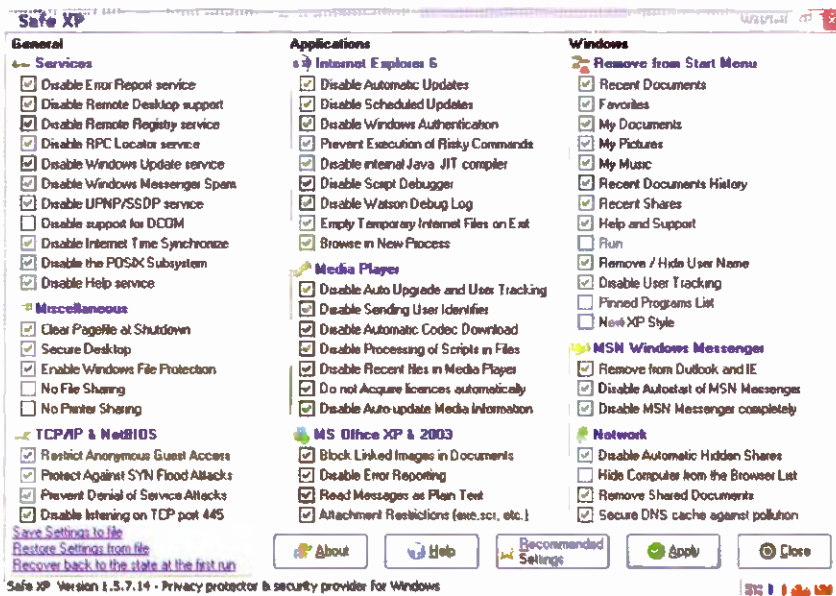 Safe XP
General
Services
Disable Error Report service
Disable Remote Desktop support
Disable Remote Registry service
Disable RPC Locator service
Disable Windows Update service
Disable Windows Messenger Spam
Disable UPNP/SSDP service
Disable support for DCOM
Disable Internet Time Synchronize
Disable the POSIX Subsystem
Disable Help service
Miscellaneous
Clear Pagefile at Shutdown
Secure Desktop
Enable Windows File Protection
No File Sharing
No Printer Sharing
TCP/IP & NetBIOS
Restrict Anonymous Guest Access
Protect Against SYN Flood Attacks
Prevent Denial of Service Attacks
Disable listening on TCP port 445
Save Settings to file
Restore Settings from file
Recover back to the state at the first run
Applications
Internet Explorer 6
Disable Automatic Updates
Disable Scheduled Updates
Disable Windows Authentication
Prevent Execution of Risky Commands
Disable internal Java JIT compiler
Disable Script Debugger
Disable Watson Debug Log
Empty Temporary Internet Files on Exit
Browse in New Process
Media Player
Disable Auto Upgrade and User Tracking
Disable Sending User Identifier
Disable Automatic Codec Download
Disable Processing of Scripts in Files
Disable Recent files in Media Player
Do not Acquire licences automatically
Disable Auto update Media Information
MS Office XP & 2003
Block Linked Images in Documents
Disable Error Reporting
Read Messages as Plain Text
Attachment Restrictions (exe,scr, etc.)
Windows
Remove from Start Menu
Recent Documents
Favorites
My Documents
My Pictures
My Music
Recent Documents History
Recent Shares
Help and Support
Run
Remove / Hide User Name
Disable User Tracking
Pinned Programs List
New XP Style
MSN Windows Messenger
Remove from Outlook and IE
Disable Autostart of MSN Messenger
Disable MSN Messenger completely
Network
Disable Automatic Hidden Shares
Hide Computer from the Browser List
Remove Shared Documents
Secure DNS cache against pollution
About
Help
Recommended Settings
Apply
Close
Safe XP Version 1.5.7.14 - Privacy protector & security provider for Windows